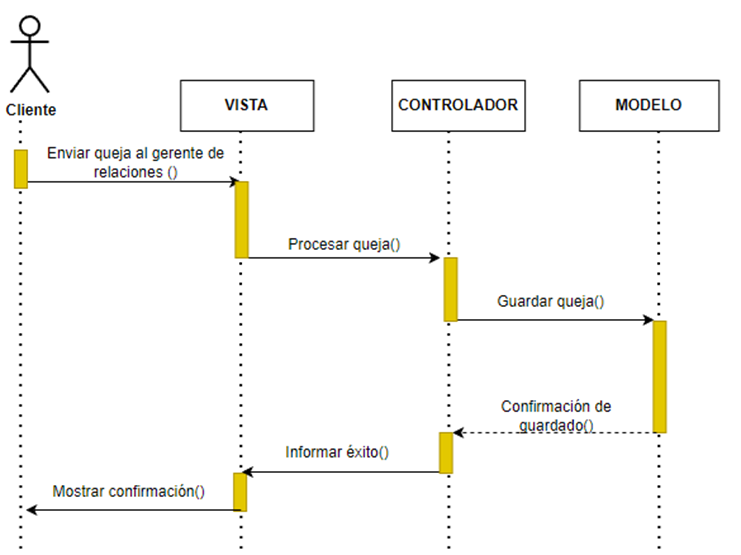 Cliente
VISTA
CONTROLADOR
MODELO
Enviar queja al gerente de
relaciones ()
Procesar queja()
Guardar queja()
Confirmación de
guardado()
Informar éxito()
Mostrar confirmación()